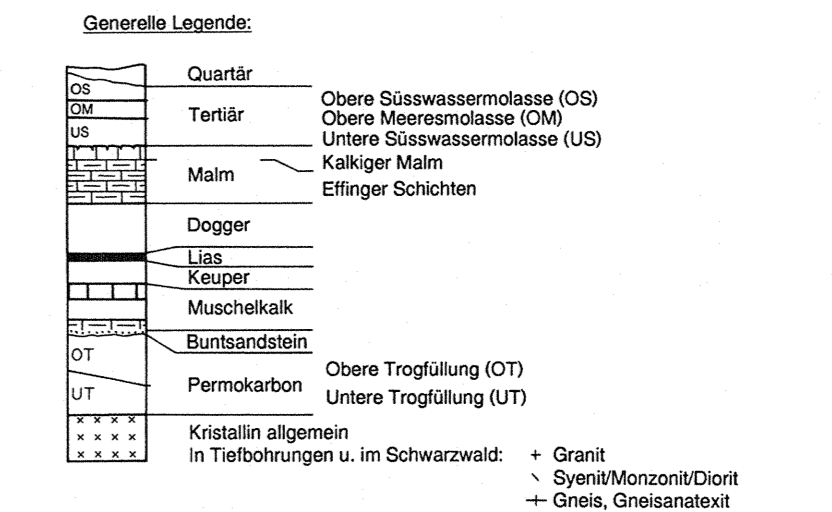 Generelle Legende:
Quartär
OS
Obere Süsswassermolasse (OS)
OM
Tertiär
Obere Meeresmolasse (OM)
US
Untere Süsswassermolasse (US)
Kalkiger Malm
Malm
Effinger Schichten
Dogger
Lias
Keuper
Muschelkalk
Buntsandstein
OT
Obere Trogfüllung (OT)
Permokarbon
UT
Untere Trogfüllung (UT)
Kristallin allgemein
In Tiefbohrungen u. im Schwarzwald: + Granit
Syenit/Monzonit/Diorit
Gneis, Gneisanatexit